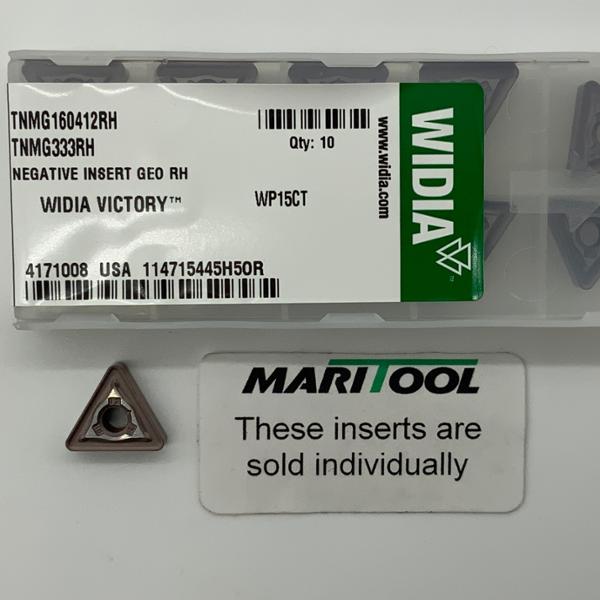 TNMG160412RH
TNMG333RH
Qty: 10
NEGATIVE INSERT GEO RH
WIDIA VICTORY™
WP15CT
4171008 USA 114715445H5OR
www.widia.com
WIDIA
MARITOOL
These inserts are
sold individually